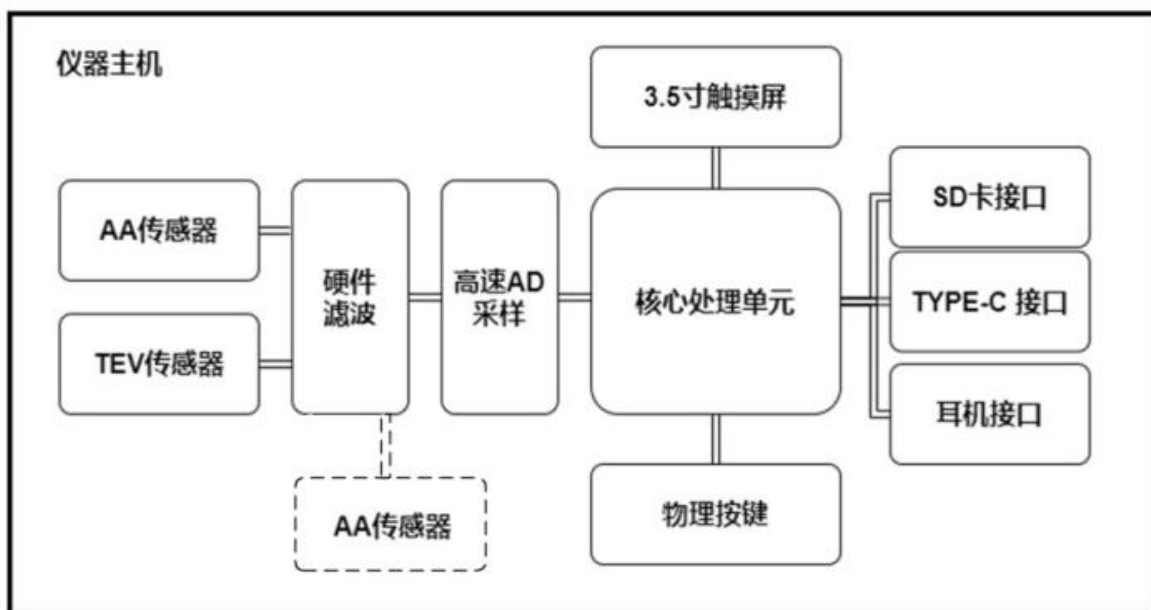 仪器主机
3.5寸触摸屏
AA传感器
TEV传感器
硬件
滤波
高速AD
采样
核心处理单元
SD卡接口
TYPE-C 接口
耳机接口
AA传感器
物理按键